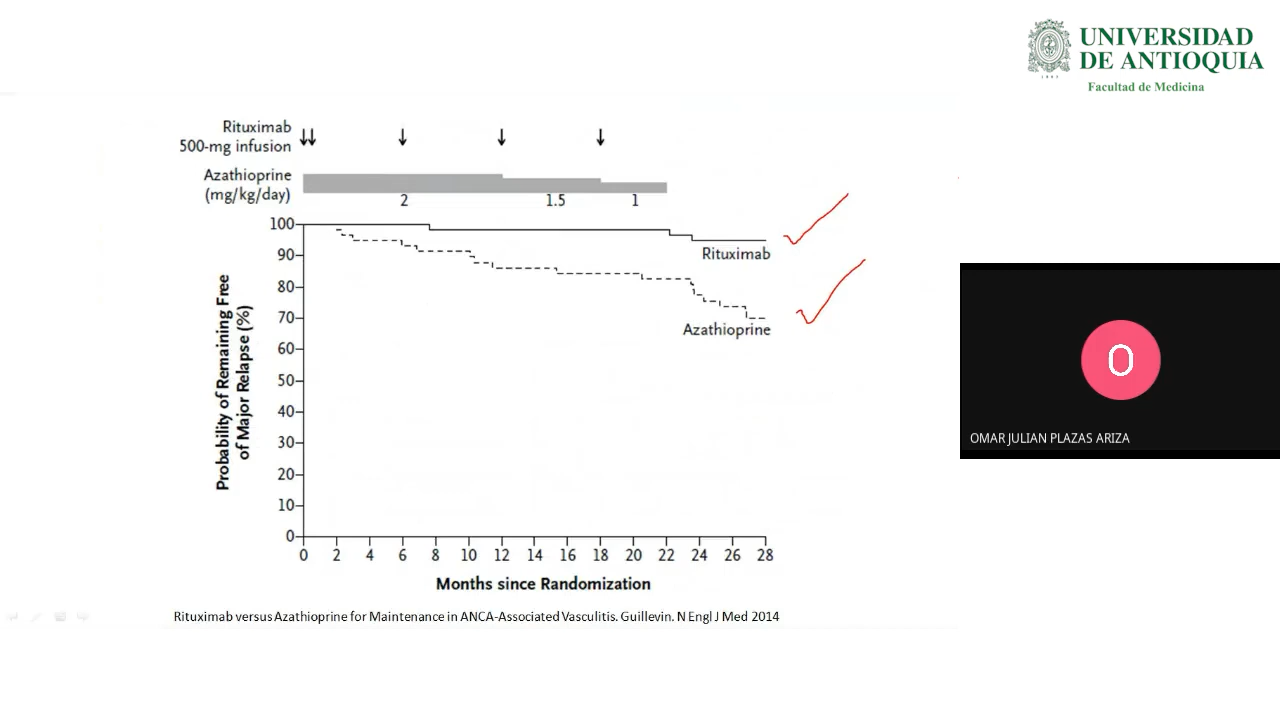 UNIVERSIDAD
DE ANTIOQUIA
1803
Facultad de Medicina
Rituximab
500-mg infusion
Azathioprine
(mg/kg/day)
2
1.5
1
100
90
80
70
60
50
40
30
20
10
0
Probability of Remaining Free
of Major Relapse (%)
Rituximab
Azathioprine
0 2 4 6 8 10 12 14 16 18 20 22 24 26 28
Months since Randomization
Rituximab versus Azathioprine for Maintenance in ANCA-Associated Vasculitis. Guillevin. N Engl J Med 2014
O
OMAR JULIAN PLAZAS ARIZA